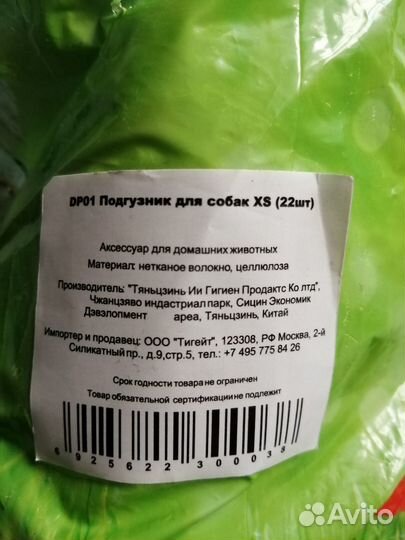 DP01 Подгузник для собак XS (22шт)
Аксессуар для домашних животных
Материал: нетканое волокно, целлюлоза
Производитель: "Тяньцзинь Ии Гигиен Продактс Ко лтд",
Чжанцзяво индастриал парк, Сицин Экономик
Дэвэлопмент ареа, Тяньцзинь, Китай
Импортер и продавец: ООО "Тигейт", 123308, РФ Москва, 2-й
Силикатный пр., д.9,стр.5, тел.: +7 495 775 84 26
Срок годности товара не ограничен
Товар обязательной сертификации не подлежит
6925622300038
Avito